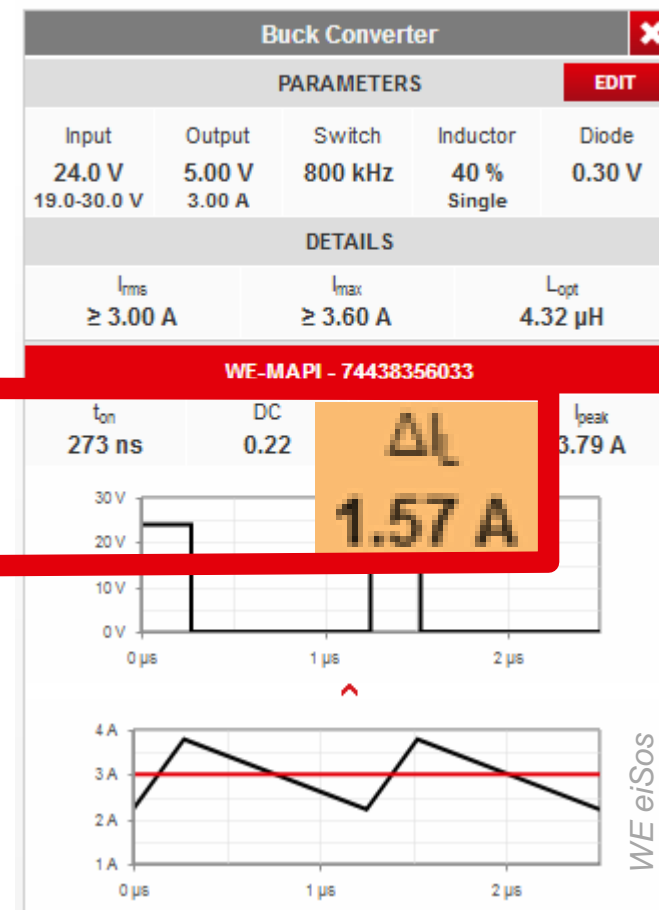 Buck Converter
PARAMETERS
EDIT
Input Output Switch Inductor Diode
24.0 V 5.00 V 800 kHz 40 % 0.30 V
19.0-30.0 V 3.00 A Single
DETAILS
Irms Imax Lopt
≥ 3.00 A ≥ 3.60 A 4.32 µH
WE-MAPI - 74438356033
ton DC ΔIL Ipeak
273 ns 0.22 1.57 A 3.79 A
30 V
20 V
10 V
0 V
0 µs 1 µs 2 µs
4 A
3 A
2 A
1 A
0 µs 1 µs 2 µs
WE eiSos